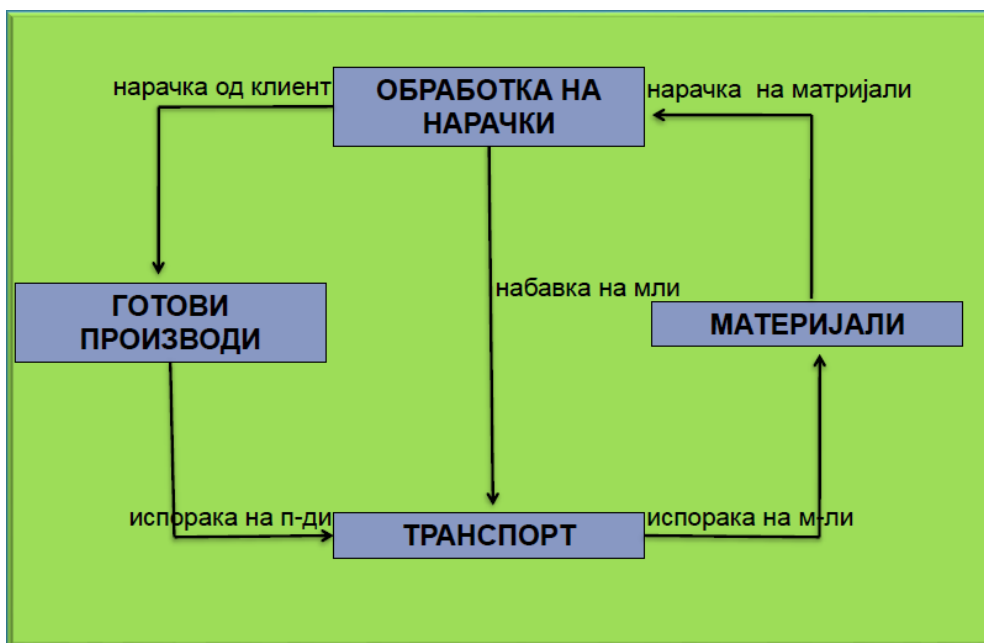 нарачка од клиент
ОБРАБОТКА НА
НАРАЧКИ
нарачка на матријали
ГОТОВИ
ПРОИЗВОДИ
набавка на мли
МАТЕРИЈАЛИ
испорака на п-ди
ТРАНСПОРТ
испорака на м-ли